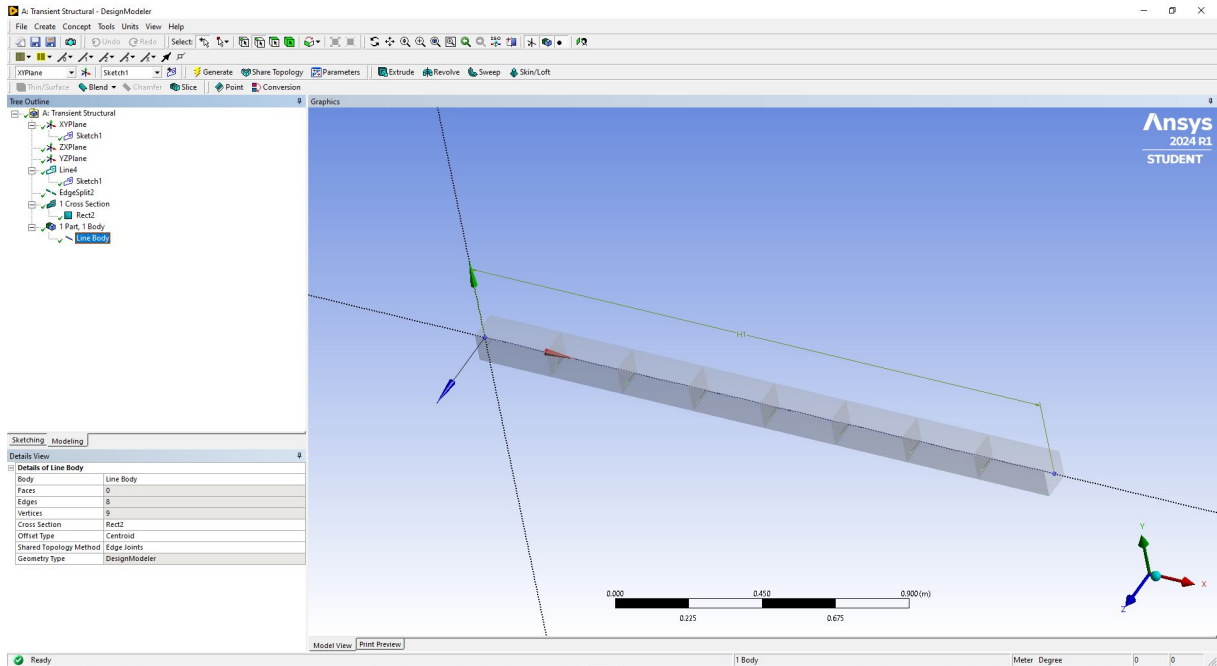 A: Transient Structural - DesignModeler
File Create Concept Tools Units View Help
Undo Redo Select:
XYPlane Sketch1 Generate Share Topology Parameters Extrude Revolve Sweep Skin/Loft
Thin/Surface Blend Chamfer Slice Point Conversion
Tree Outline
A: Transient Structural
XYPlane
Sketch1
ZXPlane
YZPlane
Line4
Sketch1
EdgeSplit2
1 Cross Section
Rect2
1 Part, 1 Body
Line Body
Sketching Modeling
Details View
Details of Line Body
Body Line Body
Faces 0
Edges 8
Vertices 9
Cross Section Rect2
Offset Type Centroid
Shared Topology Method Edge Joints
Geometry Type DesignModeler
Graphics
Ansys
2024 R1
STUDENT
H1
Y
X
Z
0.000 0.450 0.900 (m)
0.225 0.675
Model View Print Preview
Ready 1 Body Meter Degree 0 0